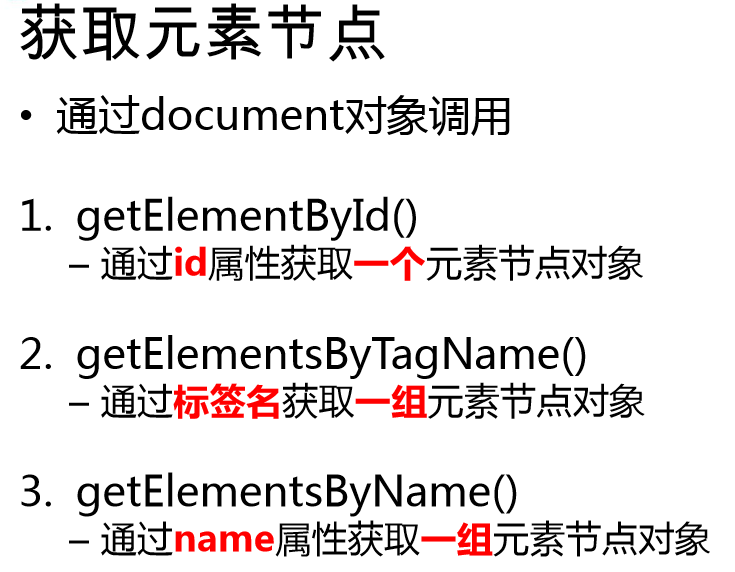 获取元素节点
• 通过document对象调用
1. getElementById()
– 通过id属性获取一个元素节点对象
2. getElementsByTagName()
– 通过标签名获取一组元素节点对象
3. getElementsByName()
– 通过name属性获取一组元素节点对象